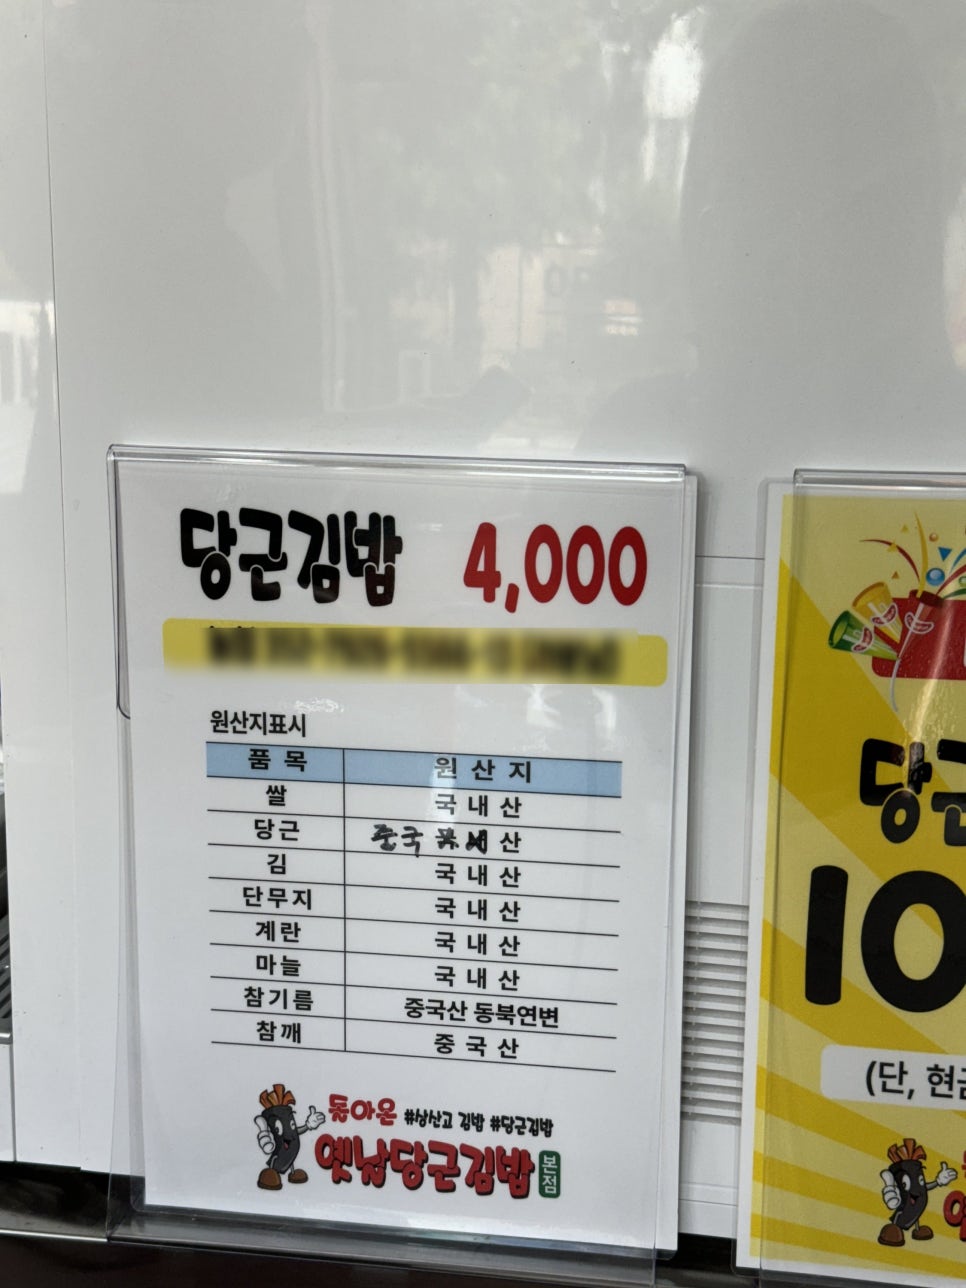 당근김밥 4,000
원산지표시
품 목 원 산 지
쌀 국 내 산
당근 중국 산
김 국 내 산
단무지 국 내 산
계란 국 내 산
마늘 국 내 산
참기름 중국산 동북연변
참깨 중 국 산
돌아온 #상산고 김밥 #당근김밥
옛날당근김밥 본점
당근
10
(단, 현금